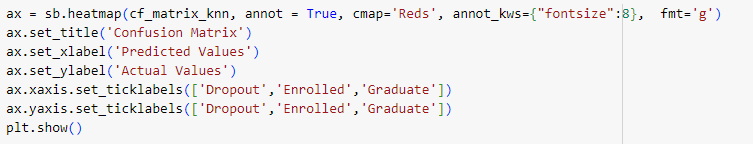 ax = sb.heatmap(cf_matrix_knn, annot = True, cmap='Reds', annot_kws={"fontsize":8},  fmt='g')
ax.set_title('Confusion Matrix')
ax.set_xlabel('Predicted Values')
ax.set_ylabel('Actual Values')
ax.xaxis.set_ticklabels(['Dropout','Enrolled','Graduate'])
ax.yaxis.set_ticklabels(['Dropout','Enrolled','Graduate'])
plt.show()